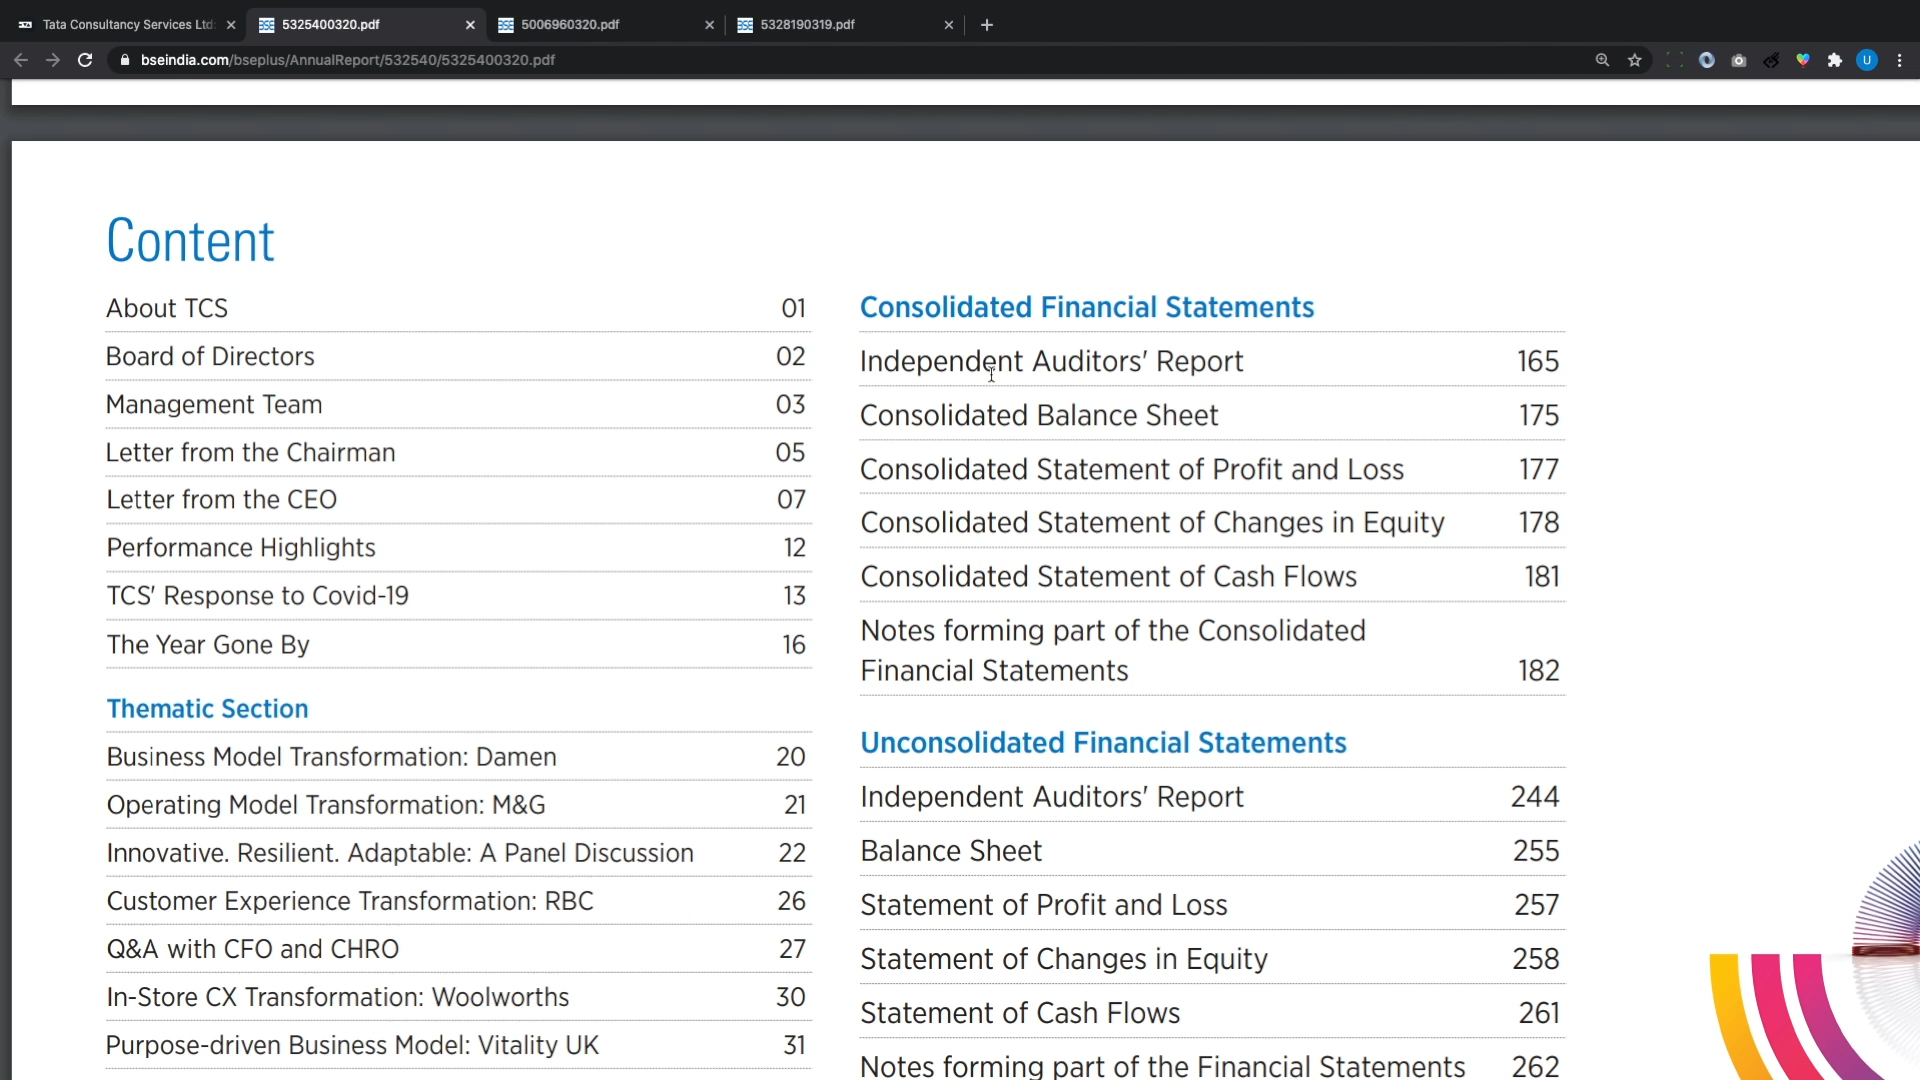 Tata Consultancy Services Ltd:
5325400320.pdf
5006960320.pdf
5328190319.pdf
bseindia.com/bseplus/AnnualReport/532540/5325400320.pdf
U
Content
About TCS 01
Board of Directors 02
Management Team 03
Letter from the Chairman 05
Letter from the CEO 07
Performance Highlights 12
TCS' Response to Covid-19 13
The Year Gone By 16
Thematic Section
Business Model Transformation: Damen 20
Operating Model Transformation: M&G 21
Innovative. Resilient. Adaptable: A Panel Discussion 22
Customer Experience Transformation: RBC 26
Q&A with CFO and CHRO 27
In-Store CX Transformation: Woolworths 30
Purpose-driven Business Model: Vitality UK 31
Consolidated Financial Statements
Independent Auditors' Report 165
Consolidated Balance Sheet 175
Consolidated Statement of Profit and Loss 177
Consolidated Statement of Changes in Equity 178
Consolidated Statement of Cash Flows 181
Notes forming part of the Consolidated
Financial Statements 182
Unconsolidated Financial Statements
Independent Auditors' Report 244
Balance Sheet 255
Statement of Profit and Loss 257
Statement of Changes in Equity 258
Statement of Cash Flows 261
Notes forming part of the Financial Statements 262